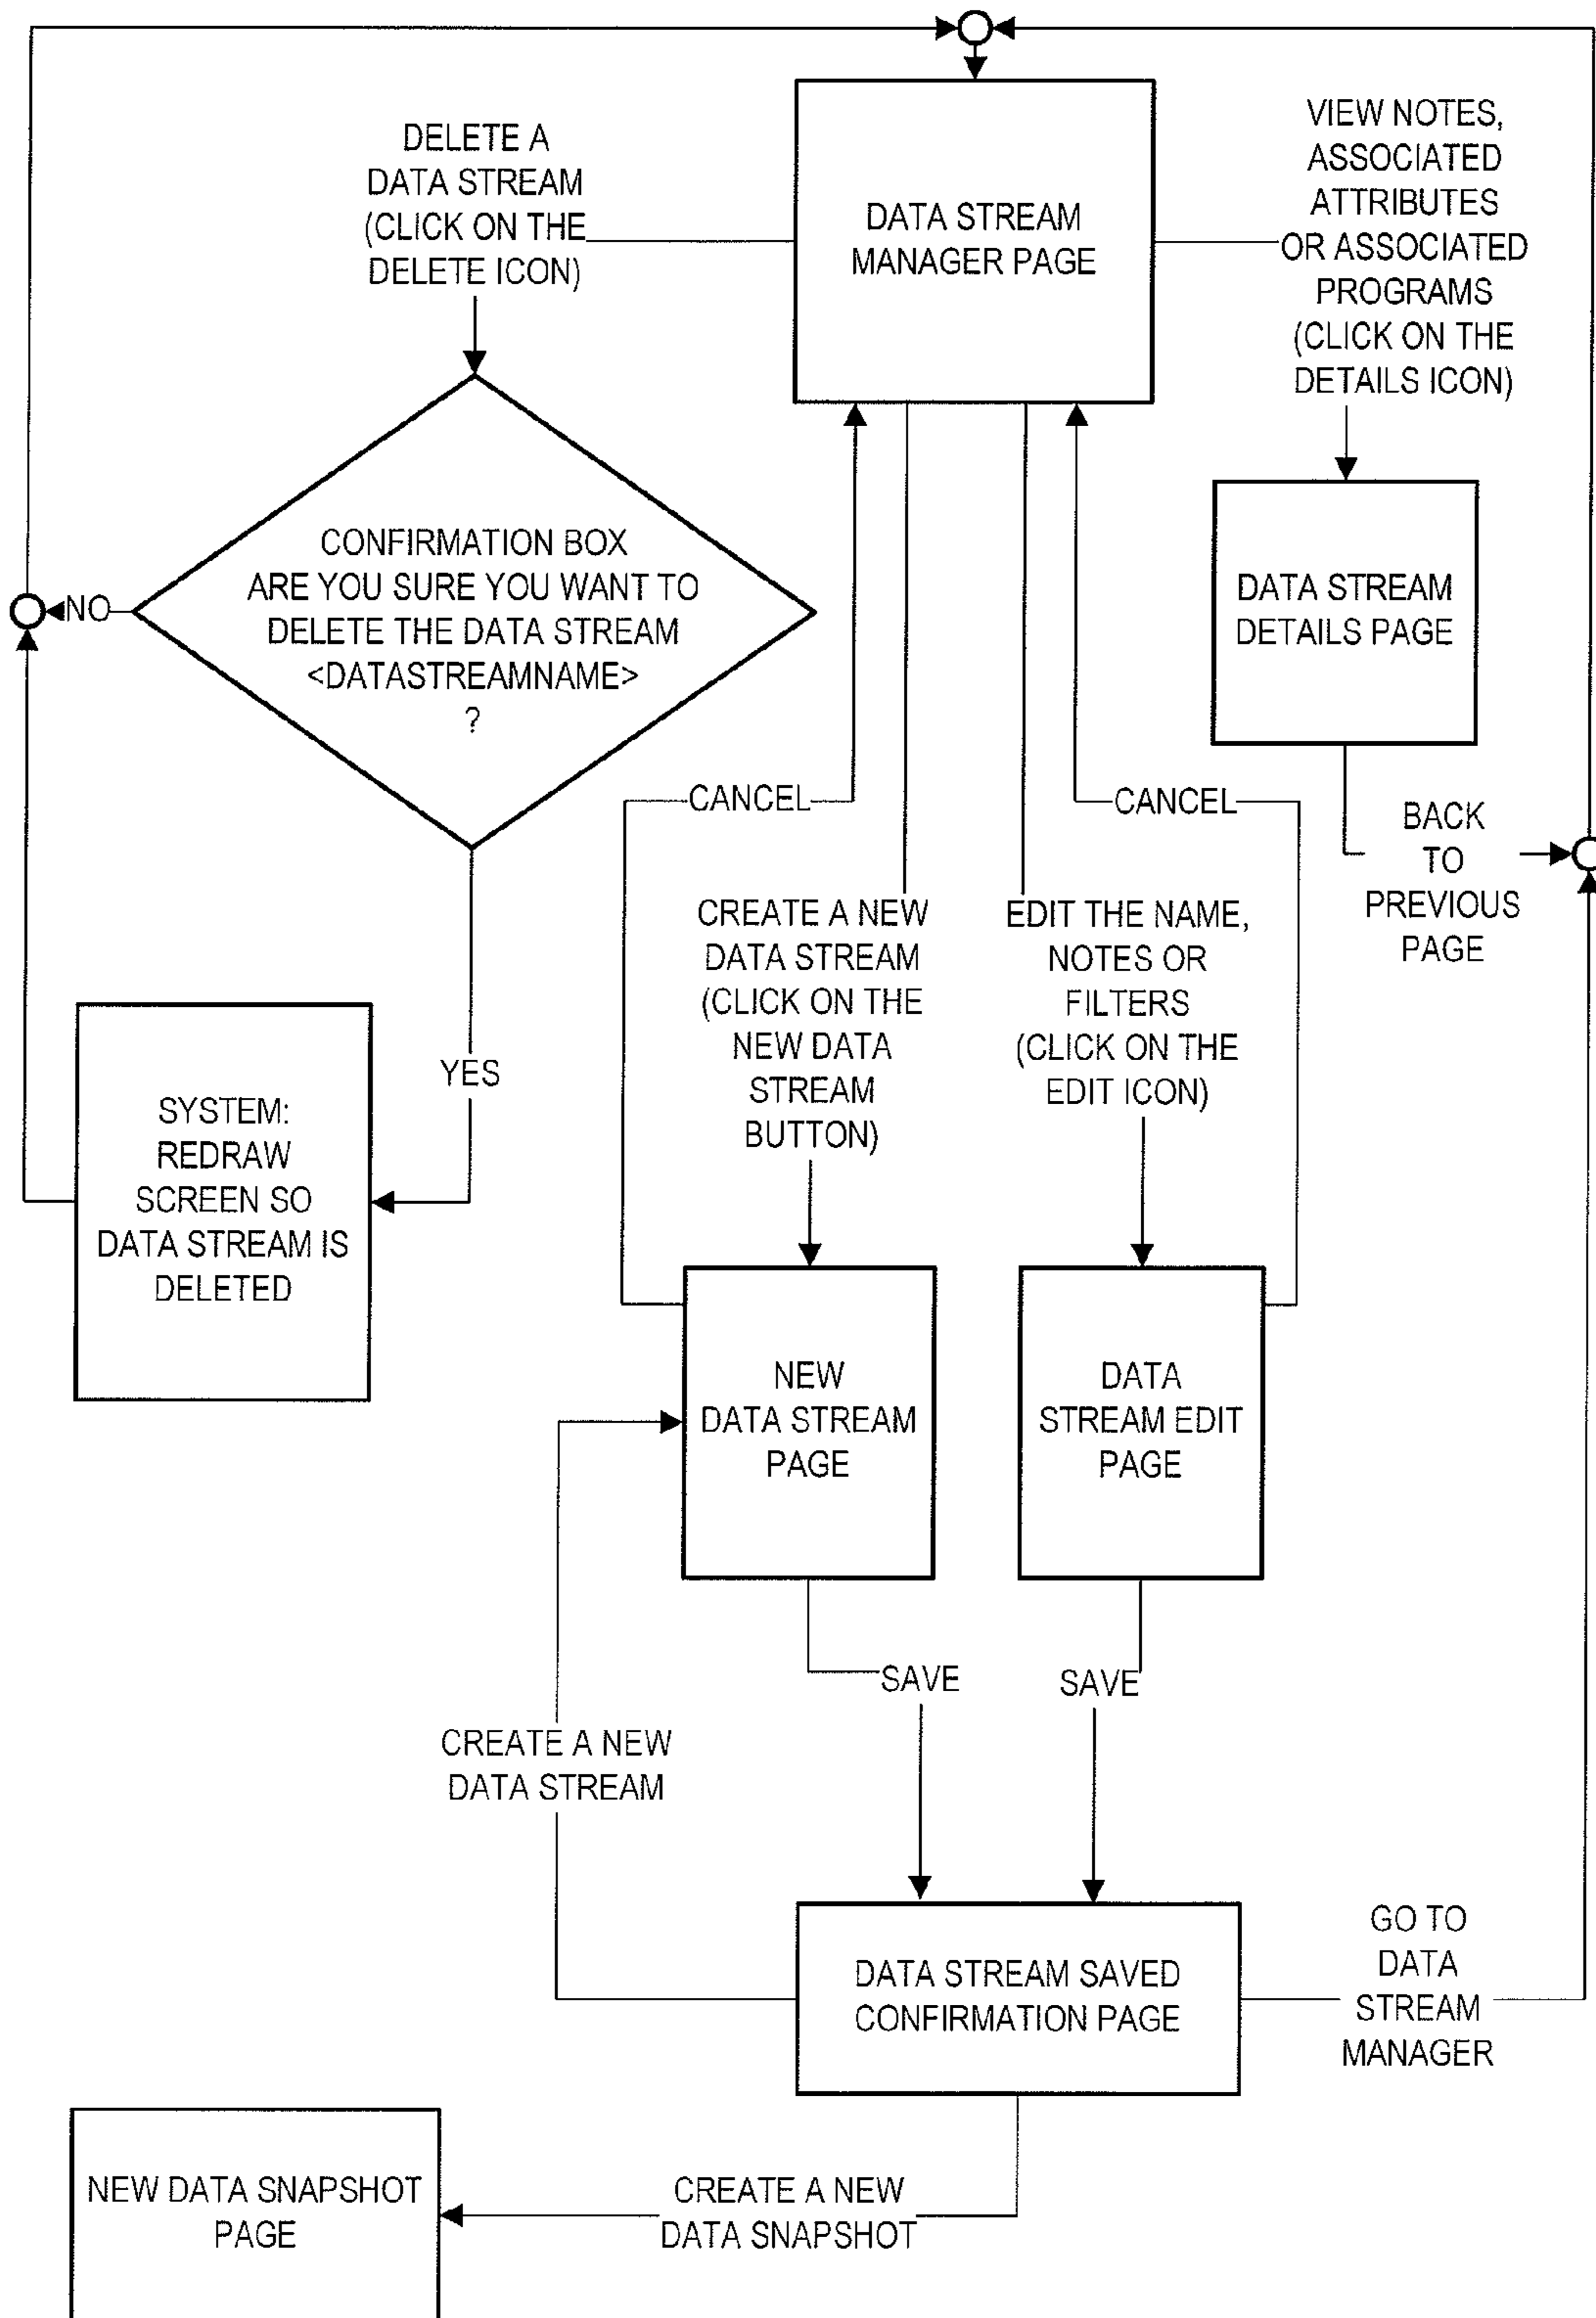 DELETE A
DATA STREAM
(CLICK ON THE
DELETE ICON)
DATA STREAM
MANAGER PAGE
VIEW NOTES,
ASSOCIATED
ATTRIBUTES
OR ASSOCIATED
PROGRAMS
(CLICK ON THE
DETAILS ICON)
CONFIRMATION BOX
ARE YOU SURE YOU WANT TO
DELETE THE DATA STREAM
<DATASTREAMNAME>
?
NO
DATA STREAM
DETAILS PAGE
CANCEL
CANCEL
BACK
TO
PREVIOUS
PAGE
CREATE A NEW
DATA STREAM
(CLICK ON THE
NEW DATA
STREAM
BUTTON)
EDIT THE NAME,
NOTES OR
FILTERS
(CLICK ON THE
EDIT ICON)
YES
SYSTEM:
REDRAW
SCREEN SO
DATA STREAM IS
DELETED
NEW
DATA STREAM
PAGE
DATA
STREAM EDIT
PAGE
SAVE
SAVE
CREATE A NEW
DATA STREAM
DATA STREAM SAVED
CONFIRMATION PAGE
GO TO
DATA
STREAM
MANAGER
NEW DATA SNAPSHOT
PAGE
CREATE A NEW
DATA SNAPSHOT